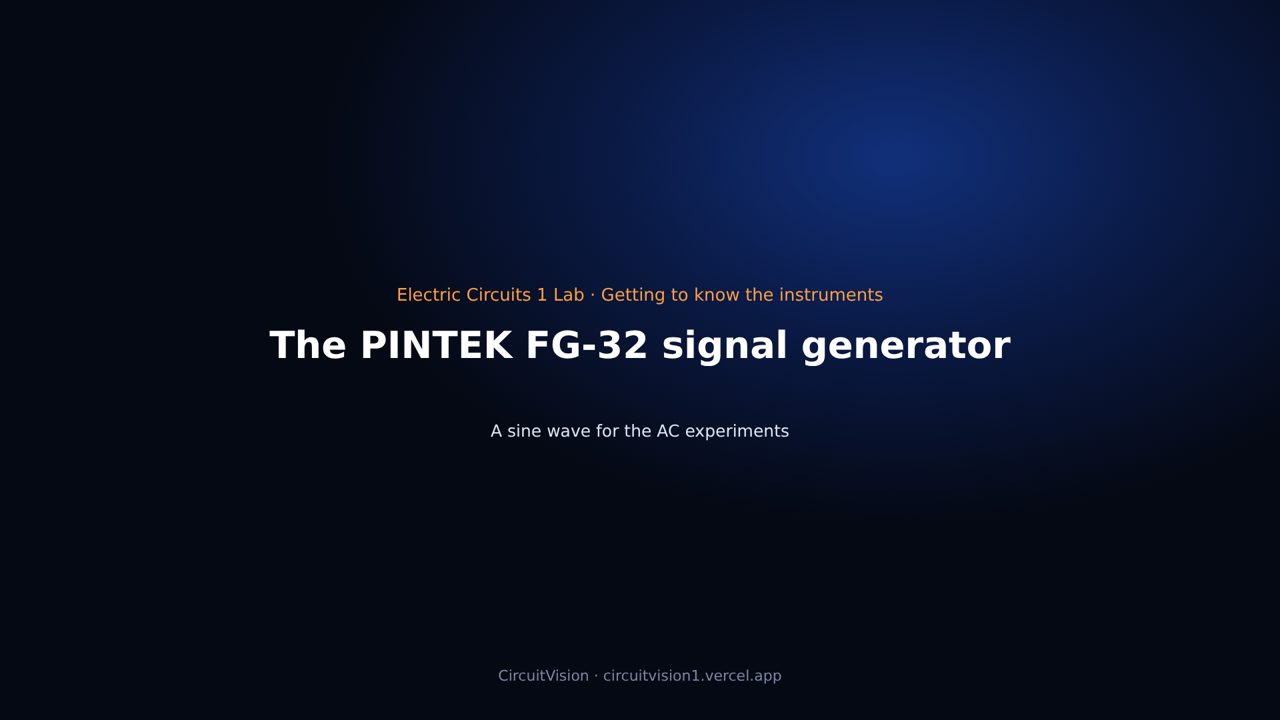 Electric Circuits 1 Lab · Getting to know the instruments
The PINTEK FG-32 signal generator
A sine wave for the AC experiments
CircuitVision · circuitvision1.vercel.app